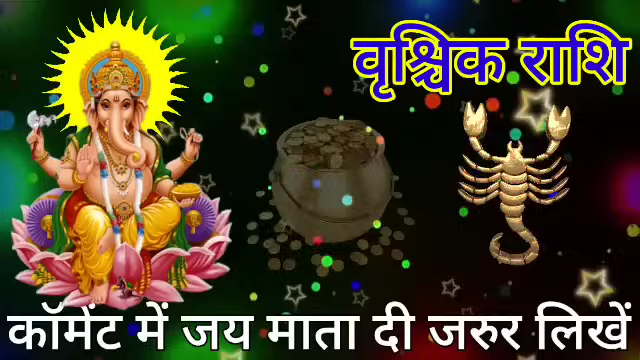 वृश्चिक राशि
कॉमेंट में जय माता दी जरुर लिखें